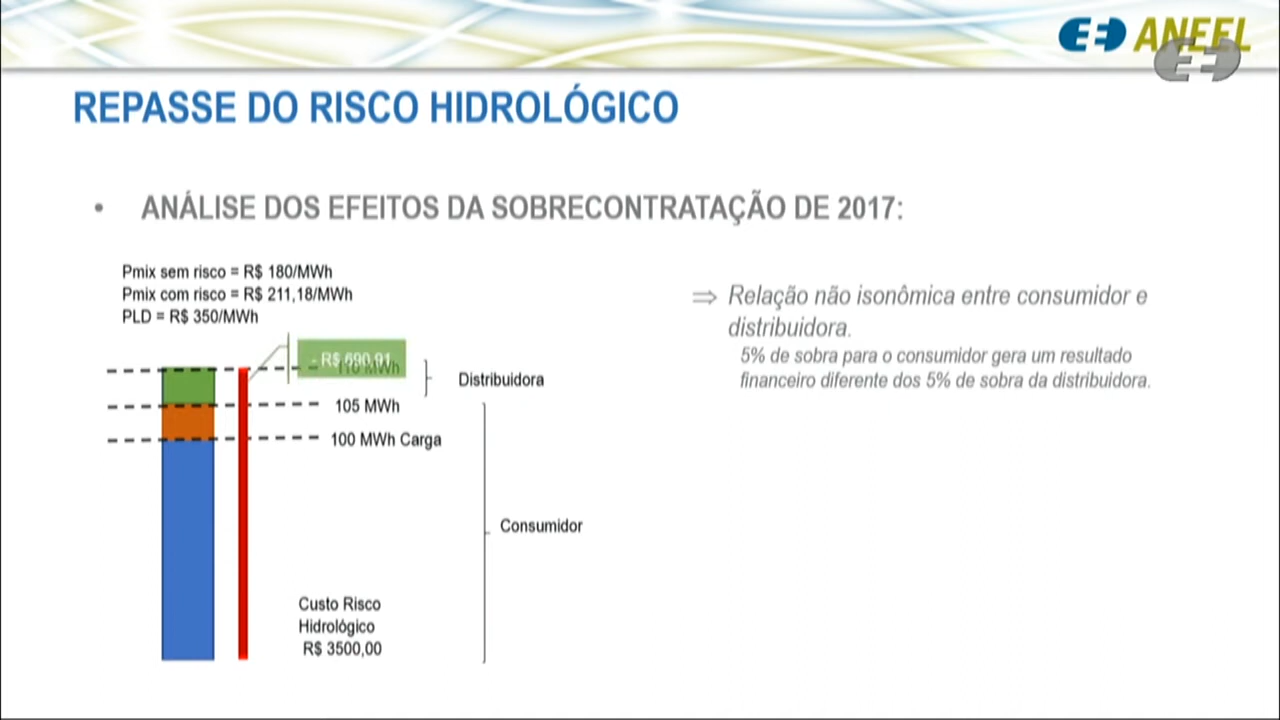 ANEEL
REPASSE DO RISCO HIDROLÓGICO
• ANÁLISE DOS EFEITOS DA SOBRECONTRATAÇÃO DE 2017:
Pmix sem risco = R$ 180/MWh
Pmix com risco = R$ 211,18/MWh
PLD = R$ 350/MWh
- R$ 690,91
110 MWh
Distribuidora
105 MWh
100 MWh Carga
Consumidor
Custo Risco
Hidrológico
R$ 3500,00
⇒ Relação não isonômica entre consumidor e
distribuidora.
5% de sobra para o consumidor gera um resultado
financeiro diferente dos 5% de sobra da distribuidora.